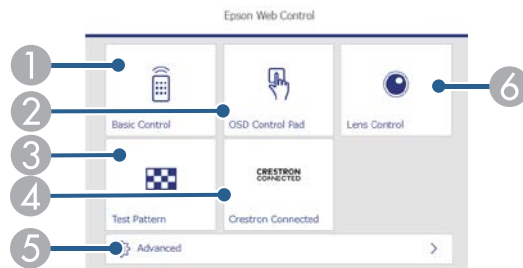 Epson Web Control
1
2
3
4
5
6
Basic Control
OSD Control Pad
Lens Control
CRESTRON
CONNECTED
Test Pattern
Crestron Connected
Advanced